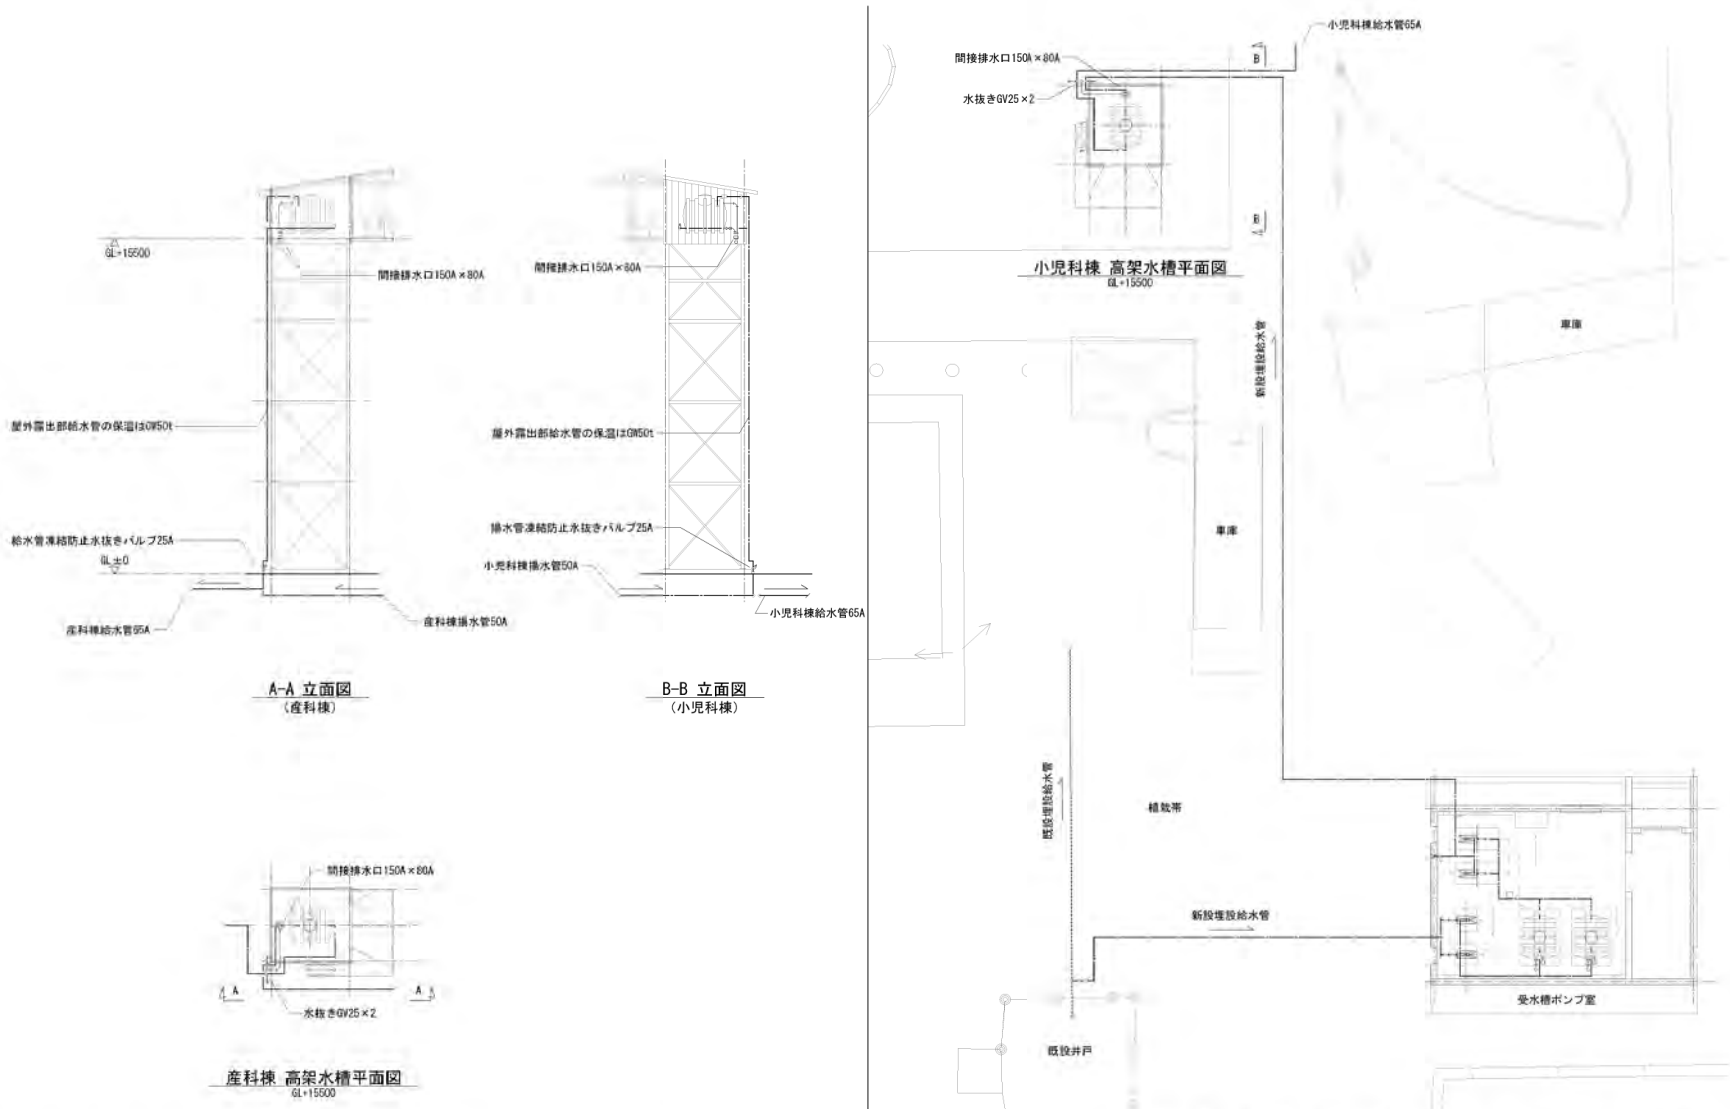 GL+15500
間接排水口150A×80A
屋外露出部給水管の保温はGW50t
給水管凍結防止水抜きバルブ25A
GL±0
産科棟給水管65A
産科棟揚水管50A
A-A 立面図
(産科棟)
間接排水口150A×80A
屋外露出部給水管の保温はGW50t
揚水管凍結防止水抜きバルブ25A
小児科棟揚水管50A
小児科棟給水管65A
B-B 立面図
(小児科棟)
間接排水口150A×80A
A
A
水抜きGV25×2
産科棟 高架水槽平面図
GL+15500
小児科棟給水管65A
間接排水口150A×80A
B
水抜きGV25×2
B
小児科棟 高架水槽平面図
GL+15500
新設埋設給水管
車庫
車庫
既設埋設給水管
植栽帯
新設埋設給水管
受水槽ポンプ室
既設井戸